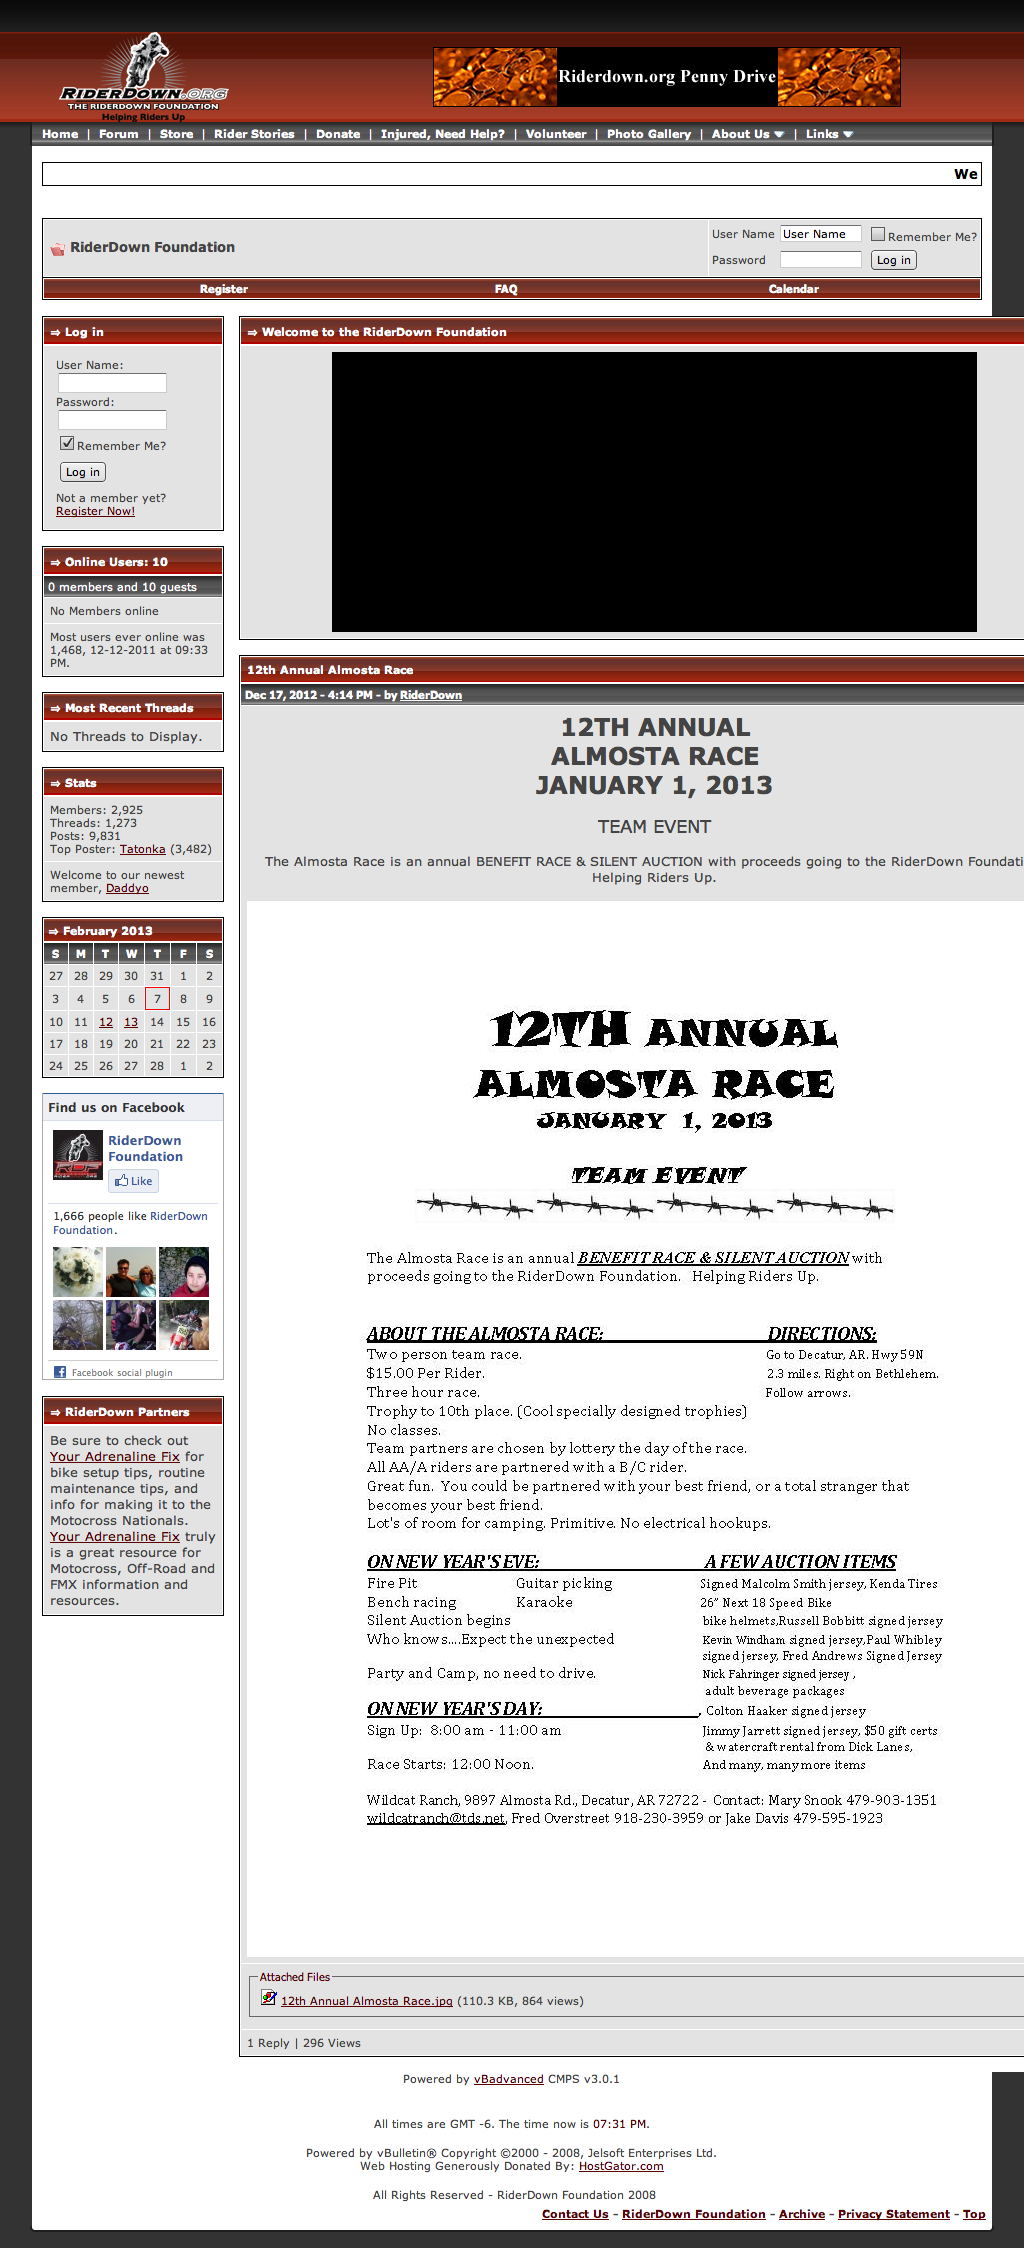 RIDERDOWN.ORG
THE RIDERDOWN FOUNDATION
Helping Riders Up
Riderdown.org Penny Drive
Home | Forum | Store | Rider Stories | Donate | Injured, Need Help? | Volunteer | Photo Gallery | About Us | Links
We
RiderDown Foundation
User Name User Name Remember Me?
Password Log in
Register FAQ Calendar
⇒ Log in
User Name:
Password:
Remember Me?
Log in
Not a member yet?
Register Now!
⇒ Online Users: 10
0 members and 10 guests
No Members online
Most users ever online was
1,468, 12-12-2011 at 09:33
PM.
⇒ Most Recent Threads
No Threads to Display.
⇒ Stats
Members: 2,925
Threads: 1,273
Posts: 9,831
Top Poster: Tatonka (3,482)
Welcome to our newest
member, Daddyo
⇒ February 2013
S M T W T F S
27 28 29 30 31 1 2
3 4 5 6 7 8 9
10 11 12 13 14 15 16
17 18 19 20 21 22 23
24 25 26 27 28 1 2
Find us on Facebook
RiderDown
Foundation
Like
1,666 people like RiderDown
Foundation.
Facebook social plugin
⇒ RiderDown Partners
Be sure to check out
Your Adrenaline Fix for
bike setup tips, routine
maintenance tips, and
info for making it to the
Motocross Nationals.
Your Adrenaline Fix truly
is a great resource for
Motocross, Off-Road and
FMX information and
resources.
⇒ Welcome to the RiderDown Foundation
12th Annual Almosta Race
Dec 17, 2012 - 4:14 PM - by RiderDown
12TH ANNUAL
ALMOSTA RACE
JANUARY 1, 2013
TEAM EVENT
The Almosta Race is an annual BENEFIT RACE & SILENT AUCTION with proceeds going to the RiderDown Foundati
Helping Riders Up.
12TH ANNUAL
ALMOSTA RACE
JANUARY 1, 2013
TEAM EVENT
The Almosta Race is an annual BENEFIT RACE & SILENT AUCTION with
proceeds going to the RiderDown Foundation. Helping Riders Up.
ABOUT THE ALMOSTA RACE: DIRECTIONS:
Two person team race. Go to Decatur, AR. Hwy 59N
$15.00 Per Rider. 2.3 miles. Right on Bethlehem.
Three hour race. Follow arrows.
Trophy to 10th place. (Cool specially designed trophies)
No classes.
Team partners are chosen by lottery the day of the race.
All AA/A riders are partnered with a B/C rider.
Great fun. You could be partnered with your best friend, or a total stranger that
becomes your best friend.
Lot's of room for camping. Primitive. No electrical hookups.
ON NEW YEAR'S EVE: A FEW AUCTION ITEMS
Fire Pit Guitar picking Signed Malcolm Smith jersey, Kenda Tires
Bench racing Karaoke 26" Next 18 Speed Bike
Silent Auction begins bike helmets,Russell Bobbitt signed jersey
Who knows....Expect the unexpected Kevin Windham signed jersey,Paul Whibley
signed jersey, Fred Andrews Signed Jersey
Party and Camp, no need to drive. Nick Fahringer signed jersey ,
adult beverage packages
ON NEW YEAR'S DAY: , Colton Haaker signed jersey
Sign Up: 8:00 am - 11:00 am Jimmy Jarrett signed jersey, $50 gift certs
& watercraft rental from Dick Lanes,
Race Starts: 12:00 Noon. And many, many more items
Wildcat Ranch, 9897 Almosta Rd., Decatur, AR 72722 - Contact: Mary Snook 479-903-1351
wildcatranch@tds.net, Fred Overstreet 918-230-3959 or Jake Davis 479-595-1923
Attached Files
12th Annual Almosta Race.jpg (110.3 KB, 864 views)
1 Reply | 296 Views
Powered by vBadvanced CMPS v3.0.1
All times are GMT -6. The time now is 07:31 PM.
Powered by vBulletin® Copyright ©2000 - 2008, Jelsoft Enterprises Ltd.
Web Hosting Generously Donated By: HostGator.com
All Rights Reserved - RiderDown Foundation 2008
Contact Us - RiderDown Foundation - Archive - Privacy Statement - Top